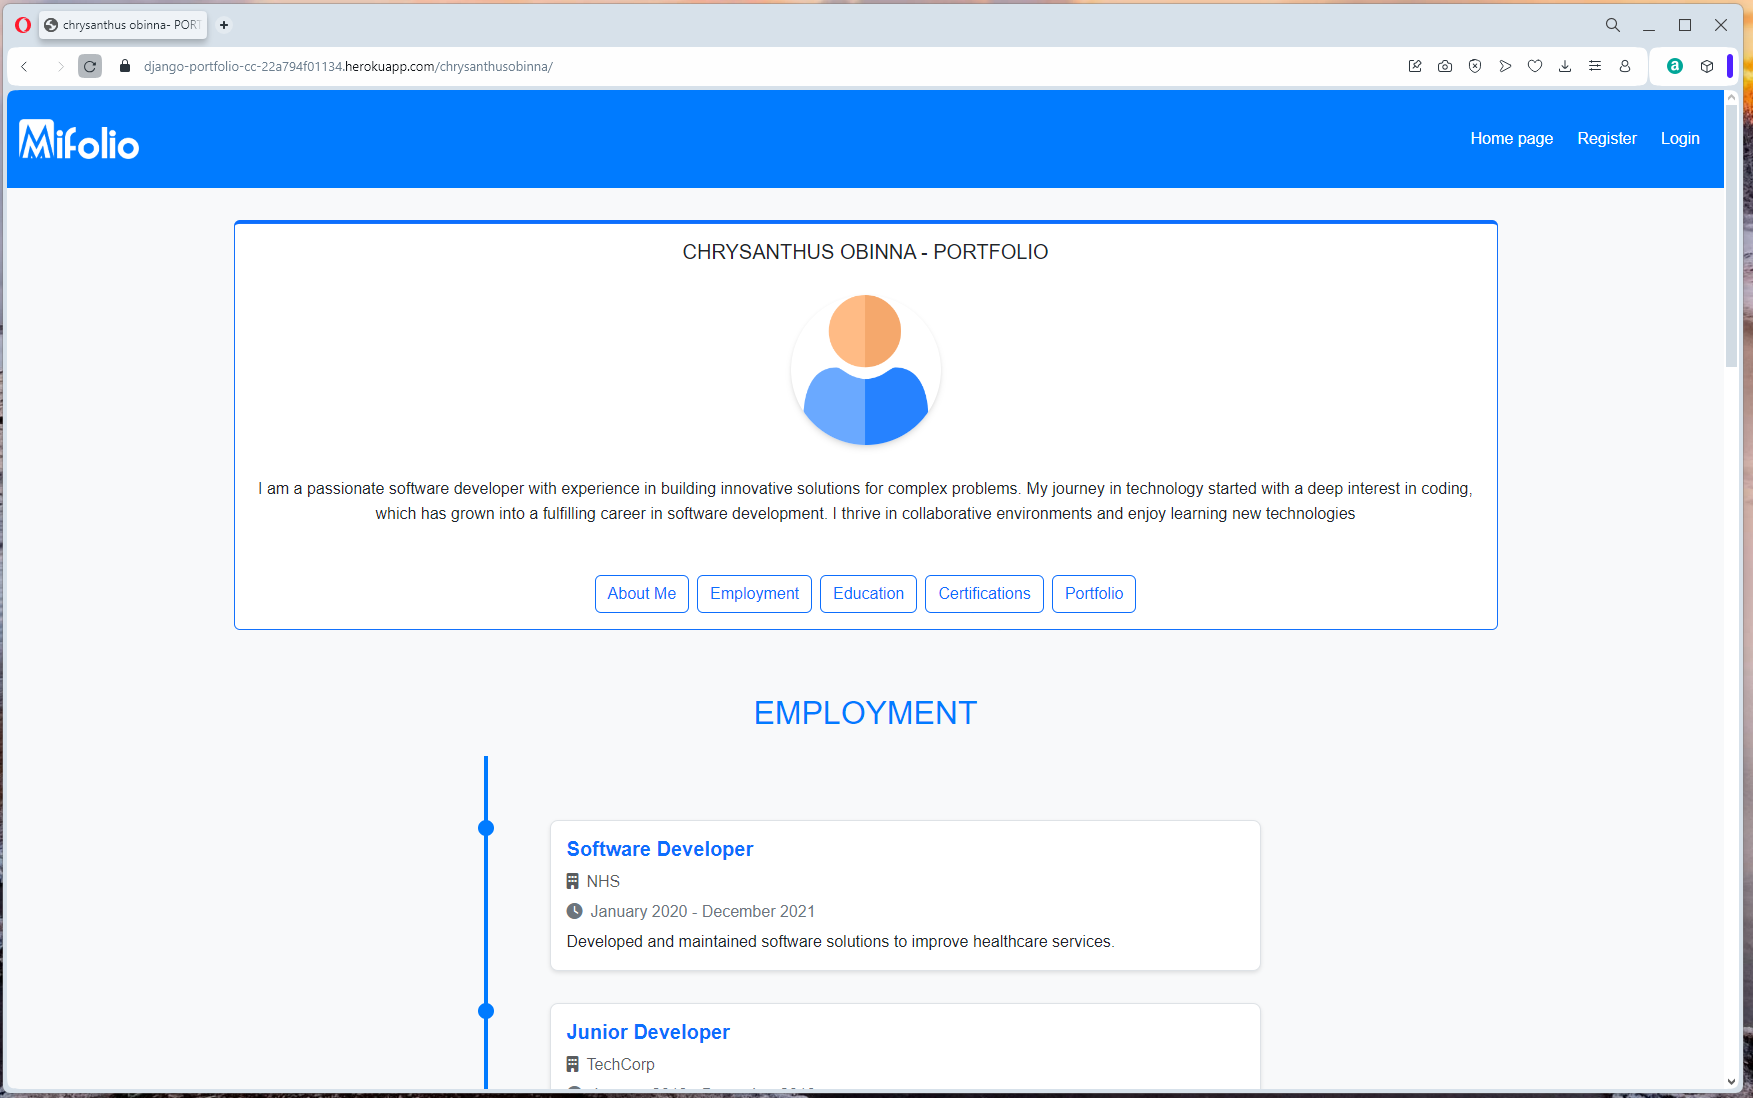 chrysanthus obinna- PORT
django-portfolio-cc-22a794f01134.herokuapp.com/chrysanthusobinna/
Mifolio
Home page Register Login
CHRYSANTHUS OBINNA - PORTFOLIO
I am a passionate software developer with experience in building innovative solutions for complex problems. My journey in technology started with a deep interest in coding,
which has grown into a fulfilling career in software development. I thrive in collaborative environments and enjoy learning new technologies
About Me Employment Education Certifications Portfolio
EMPLOYMENT
Software Developer
NHS
January 2020 - December 2021
Developed and maintained software solutions to improve healthcare services.
Junior Developer
TechCorp